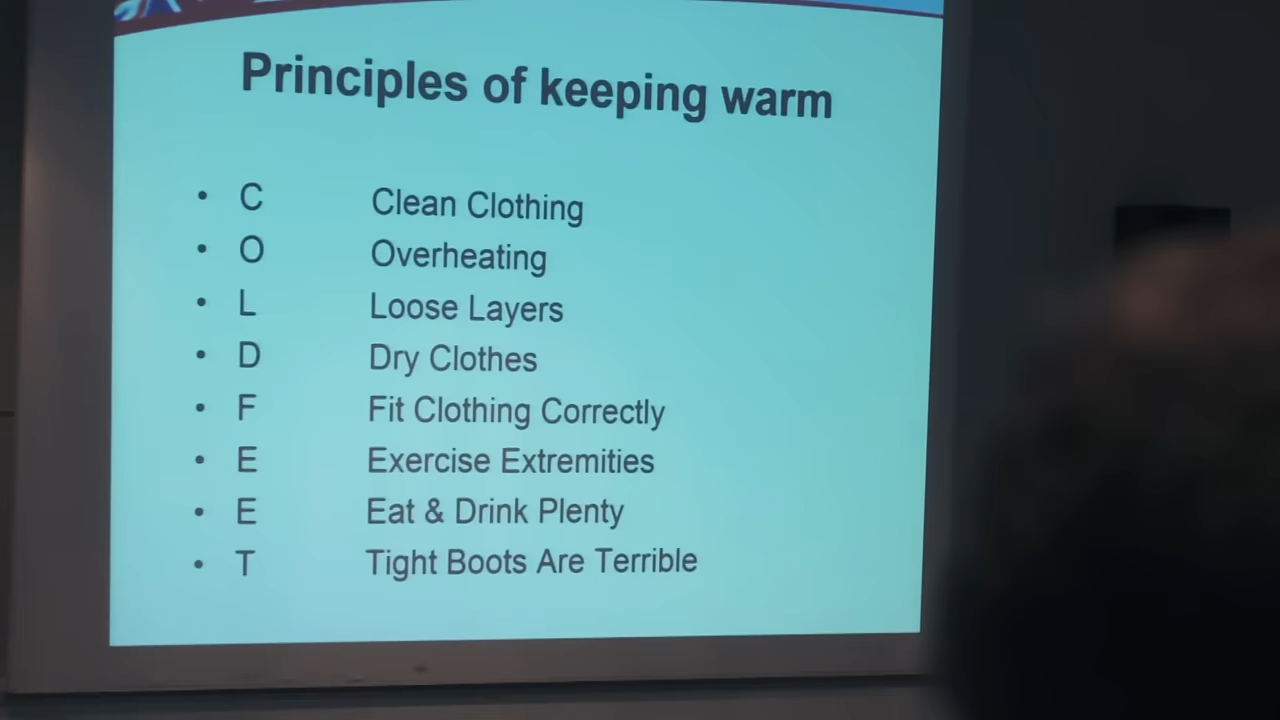 Principles of keeping warm
• C Clean Clothing
• O Overheating
• L Loose Layers
• D Dry Clothes
• F Fit Clothing Correctly
• E Exercise Extremities
• E Eat & Drink Plenty
• T Tight Boots Are Terrible